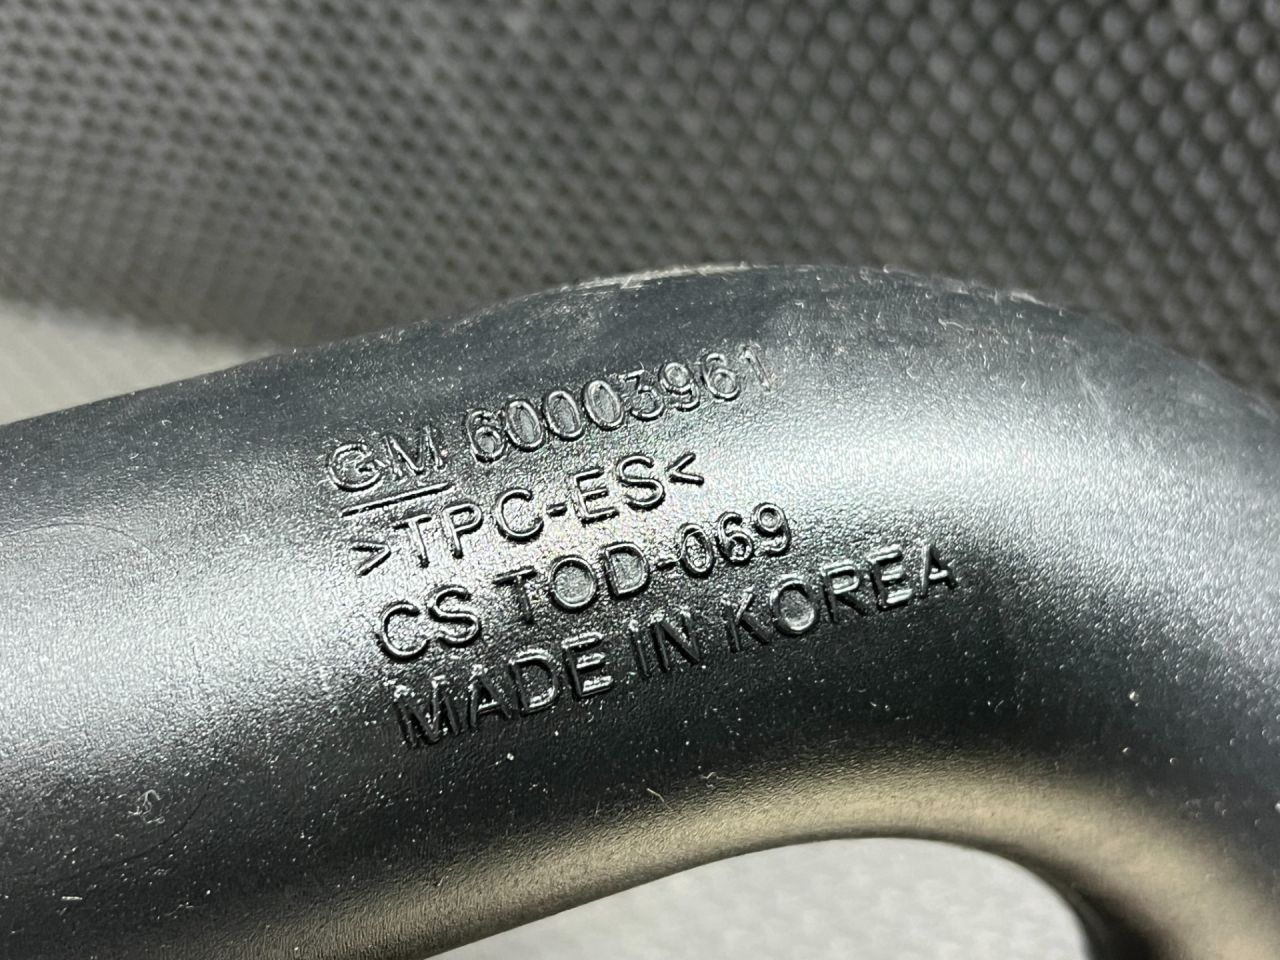 GM 60003961
>TPC-ES<
CS TOD-069
MADE IN KOREA